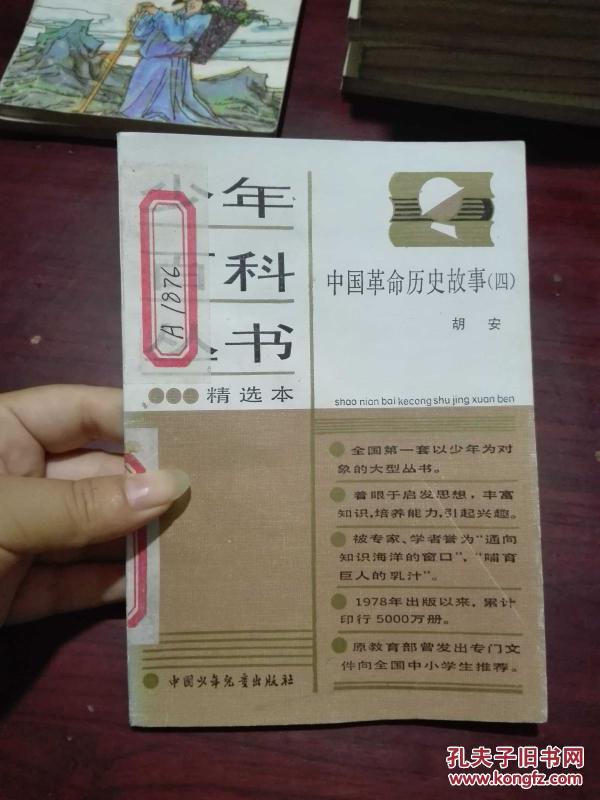 少年
百科
丛书
精选本
A 1876
中国革命历史故事(四)
胡 安
shao nian bai kecong shu jing xuan ben
全国第一套以少年为对
象的大型丛书。
着眼于启发思想，丰富
知识，培养能力，引起兴趣。
被专家、学者誉为“通向
知识海洋的窗口”，“哺育
巨人的乳汁”。
1978年出版以来，累计
印行5000万册。
原教育部曾发出专门文
件向全国中小学生推荐。
中国少年儿童出版社
孔夫子旧书网
www.kongfz.com